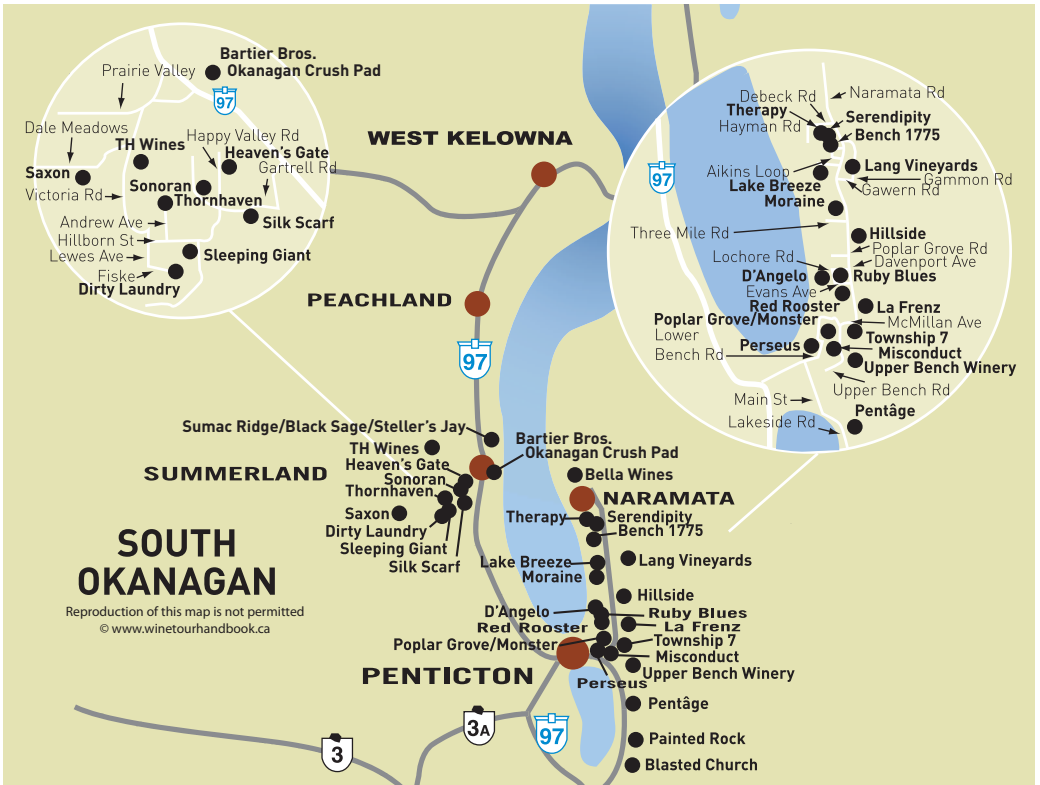 Bartier Bros.
Okanagan Crush Pad
Prairie Valley
97
Dale Meadows
Happy Valley Rd
TH Wines
Heaven's Gate
Gartrell Rd
Saxon
Sonoran
Victoria Rd
Thornhaven
Andrew Ave
Silk Scarf
Hillborn St
Lewes Ave
Sleeping Giant
Fiske
Dirty Laundry
WEST KELOWNA
PEACHLAND
97
97
Debeck Rd
Naramata Rd
Therapy
Serendipity
Hayman Rd
Bench 1775
Aikins Loop
Lang Vineyards
Gammon Rd
Lake Breeze
Gawern Rd
Moraine
Three Mile Rd
Hillside
Poplar Grove Rd
Lochore Rd
Davenport Ave
D'Angelo
Ruby Blues
Evans Ave
Red Rooster
La Frenz
Poplar Grove/Monster
McMillan Ave
Lower
Bench Rd
Perseus
Township 7
Misconduct
Upper Bench Winery
Upper Bench Rd
Main St
Pentâge
Lakeside Rd
Sumac Ridge/Black Sage/Steller's Jay
TH Wines
Bartier Bros.
Okanagan Crush Pad
Heaven's Gate
SUMMERLAND
Sonoran
Thornhaven
Saxon
Dirty Laundry
Sleeping Giant
Silk Scarf
Bella Wines
NARAMATA
Therapy
Serendipity
Bench 1775
Lake Breeze
Lang Vineyards
Moraine
Hillside
D'Angelo
Ruby Blues
Red Rooster
La Frenz
Poplar Grove/Monster
Township 7
Misconduct
PENTICTON
Upper Bench Winery
Perseus
Pentâge
Painted Rock
Blasted Church
SOUTH
OKANAGAN
Reproduction of this map is not permitted
© www.winetourhandbook.ca
3
3A
97